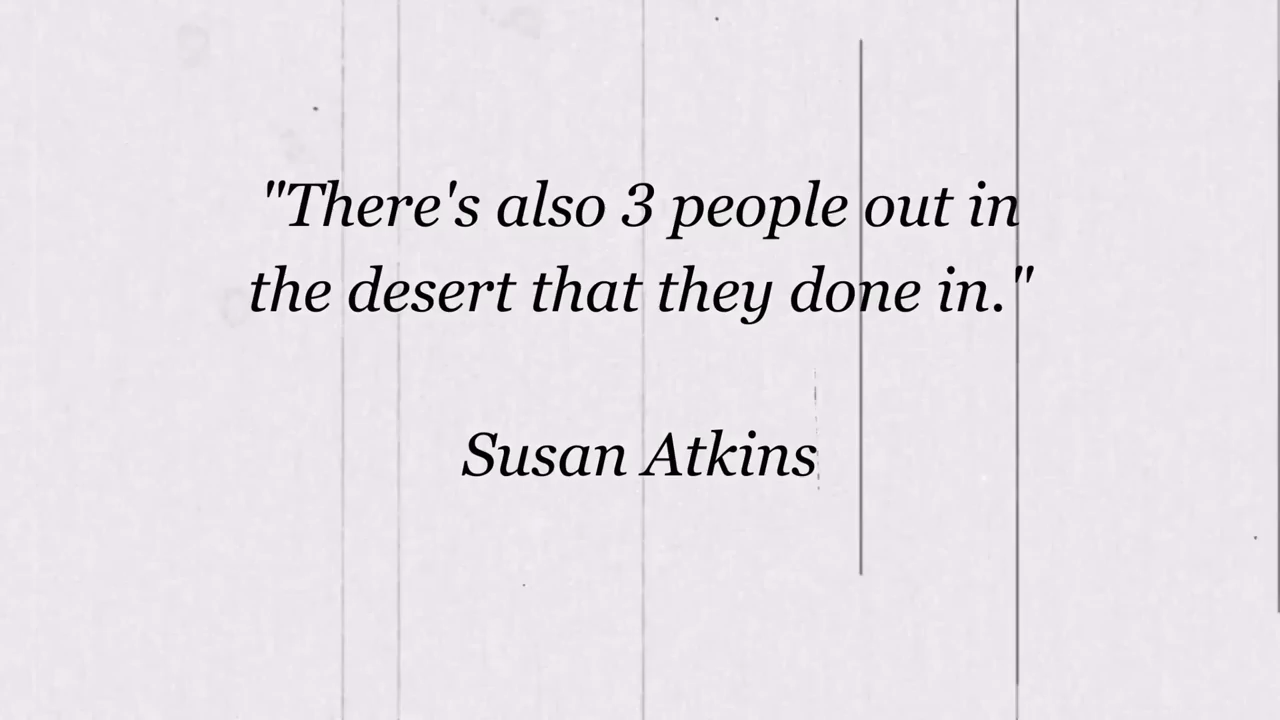 "There's also 3 people out in
the desert that they done in."
Susan Atkins